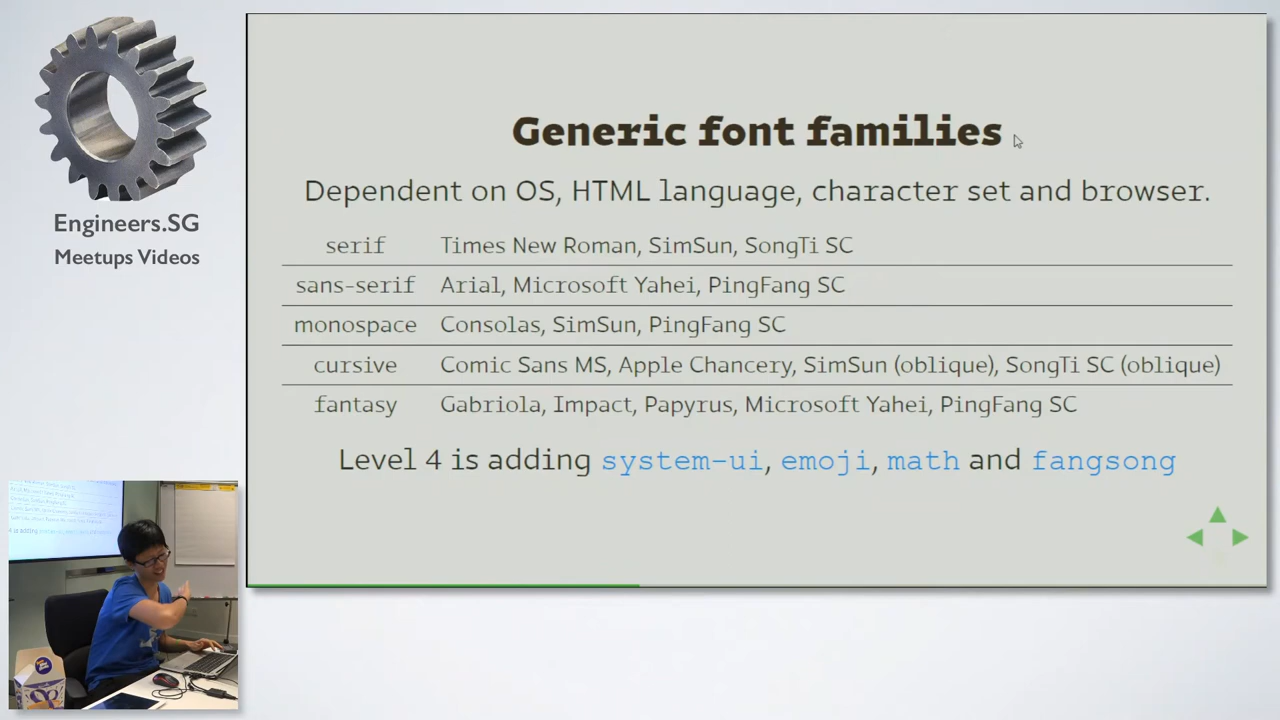 Engineers.SG
Meetups Videos
Generic font families
Dependent on OS, HTML language, character set and browser.
serif Times New Roman, SimSun, SongTi SC
sans-serif Arial, Microsoft Yahei, PingFang SC
monospace Consolas, SimSun, PingFang SC
cursive Comic Sans MS, Apple Chancery, SimSun (oblique), SongTi SC (oblique)
fantasy Gabriola, Impact, Papyrus, Microsoft Yahei, PingFang SC
Level 4 is adding system-ui, emoji, math and fangsong